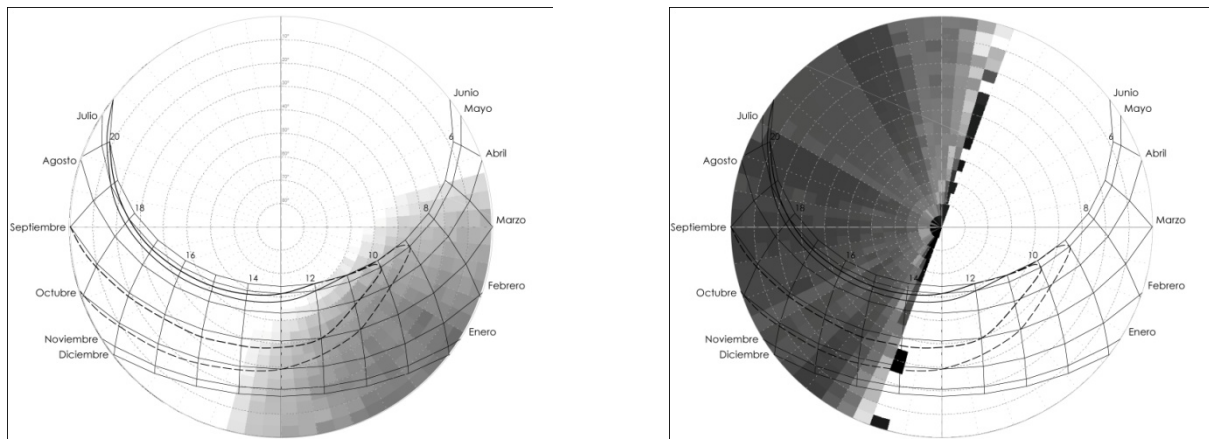 Junio
Mayo
Julio
20
6
Abril
Agosto
18
8
Septiembre
Marzo
16
10
14
12
Octubre
Febrero
Noviembre
Enero
Diciembre
Junio
Mayo
Julio
20
6
Abril
Agosto
18
8
Septiembre
Marzo
16
10
14
12
Octubre
Febrero
Noviembre
Enero
Diciembre